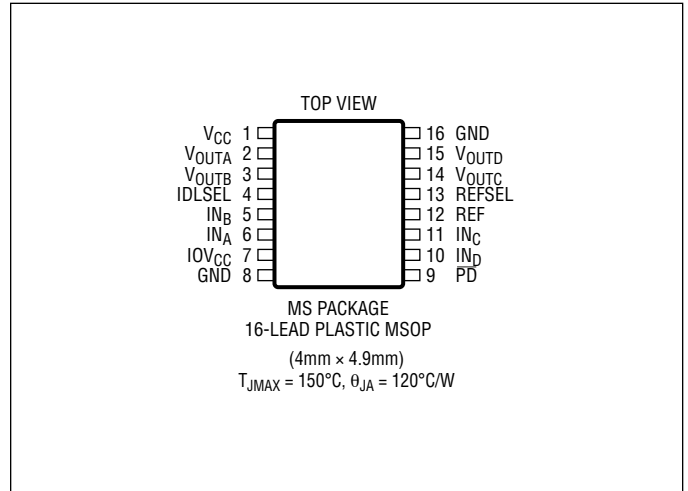 TOP VIEW
VCC 1
VOUTA 2
VOUTB 3
IDLSEL 4
INB 5
INA 6
IOVCC 7
GND 8
16 GND
15 VOUTD
14 VOUTC
13 REFSEL
12 REF
11 INC
10 IND
9 PD
MS PACKAGE
16-LEAD PLASTIC MSOP
(4mm × 4.9mm)
TJMAX = 150°C, θJA = 120°C/W